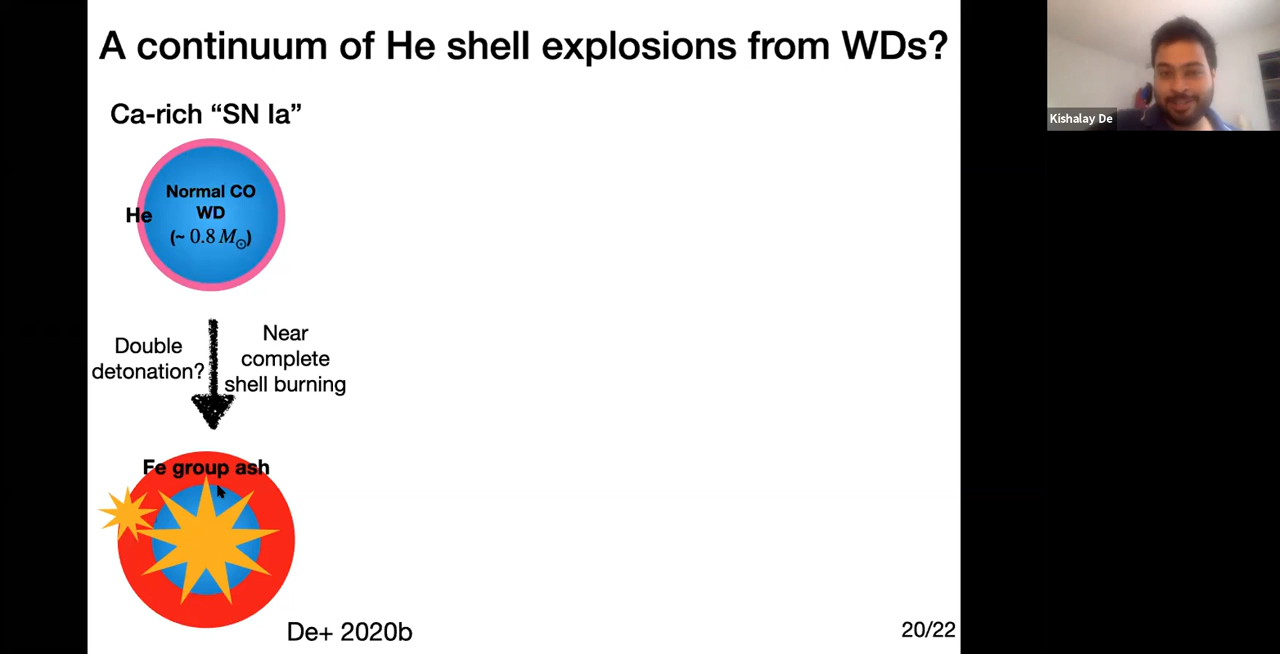 A continuum of He shell explosions from WDs?
Kishalay De
Ca-rich “SN Ia”
Normal CO
WD
(~ 0.8 M⊙)
He
Double
detonation?
Near
complete
shell burning
Fe group ash
De+ 2020b
20/22